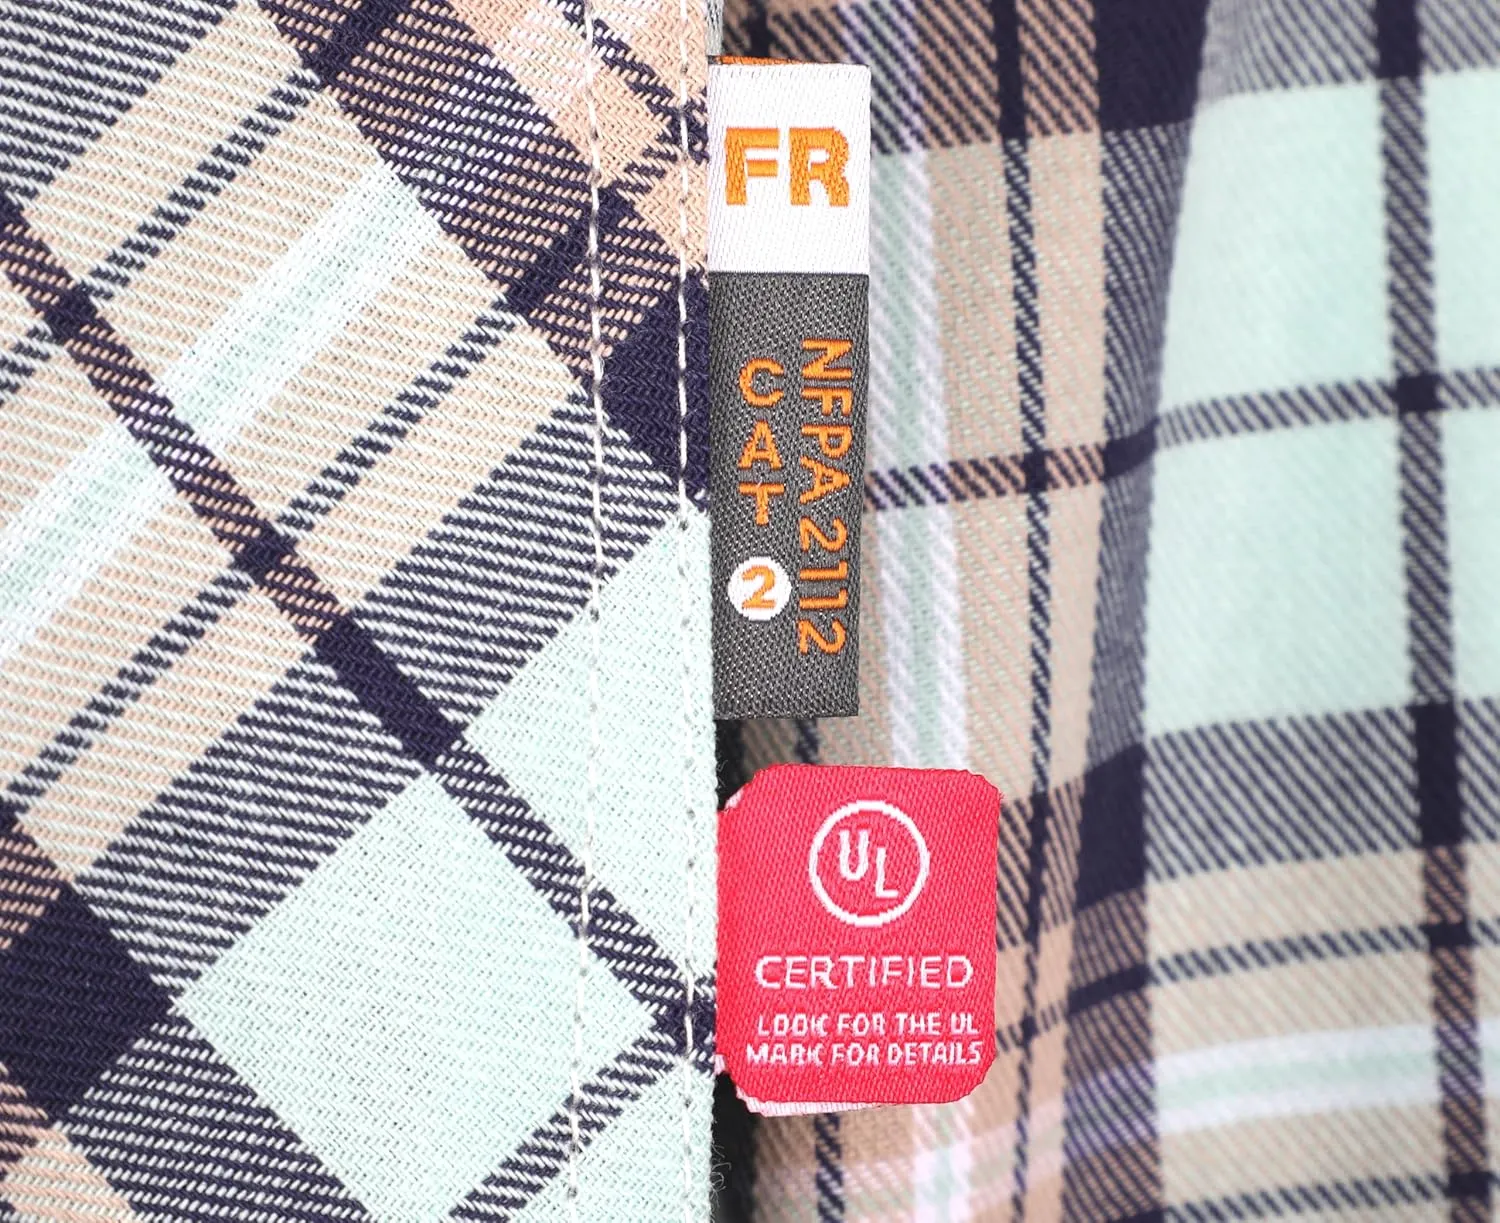 FR
NFPA 2112
CAT 2
UL
CERTIFIED
LOOK FOR THE UL
MARK FOR DETAILS